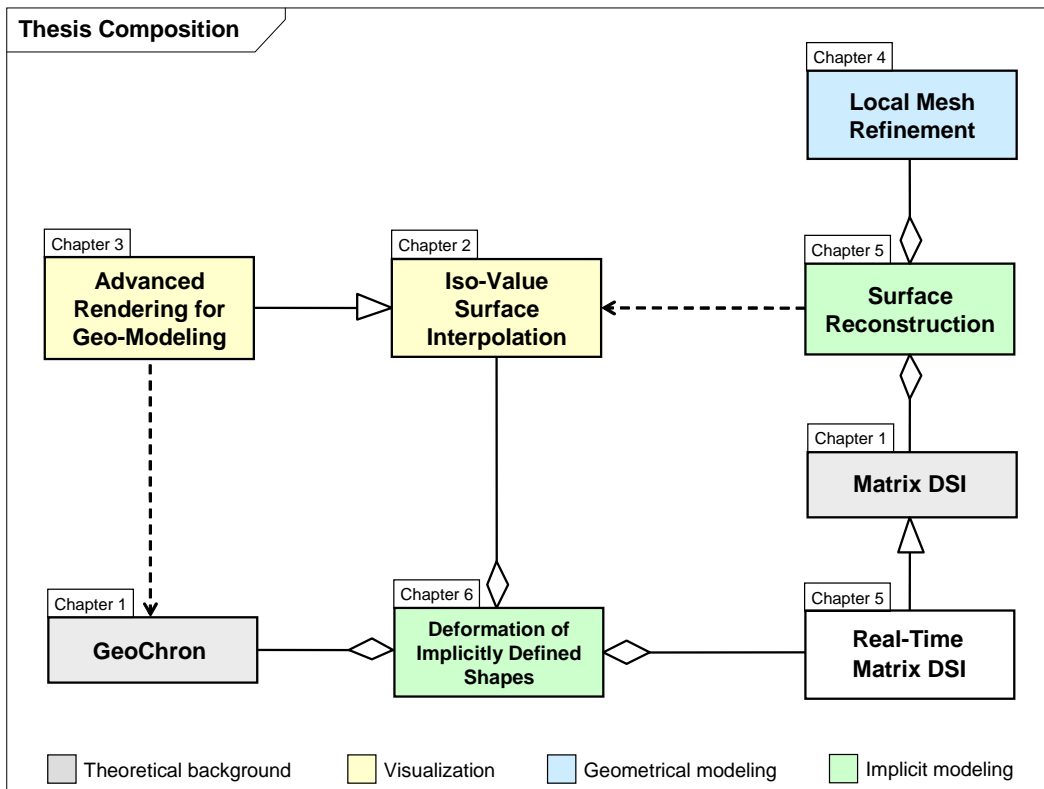 Thesis Composition
Chapter 4
Local Mesh
Refinement
Chapter 3
Advanced
Rendering for
Geo-Modeling
Chapter 2
Iso-Value
Surface
Interpolation
Chapter 5
Surface
Reconstruction
Chapter 1
Matrix DSI
Chapter 1
GeoChron
Chapter 6
Deformation of
Implicitly Defined
Shapes
Chapter 5
Real-Time
Matrix DSI
Theoretical background
Visualization
Geometrical modeling
Implicit modeling